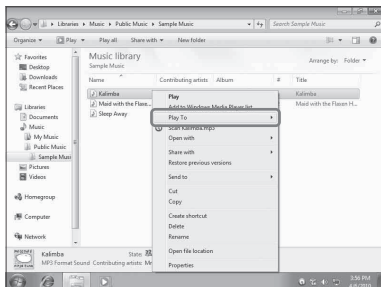 Libraries ▸ Music ▸ Public Music ▸ Sample Music
Search Sample Music
Organize Play Play all Share with New folder
Favorites
Desktop
Downloads
Recent Places
Libraries
Documents
Music
My Music
Public Music
Sample Musi
Pictures
Videos
Homegroup
Computer
Network
Music library
Sample Music
Arrange by: Folder
Name Contributing artists Album # Title
Kalimba Kalimba
Maid with the Flaxe... Maid with the Flaxen H...
Sleep Away
Play
Add to Windows Media Player list
Play To
Scan Kalimba.mp3
Open with
Share with
Restore previous versions
Send to
Cut
Copy
Create shortcut
Delete
Rename
Open file location
Properties
Kalimba State:
MP3 Format Sound Contributing artists: Mr
3:56 PM